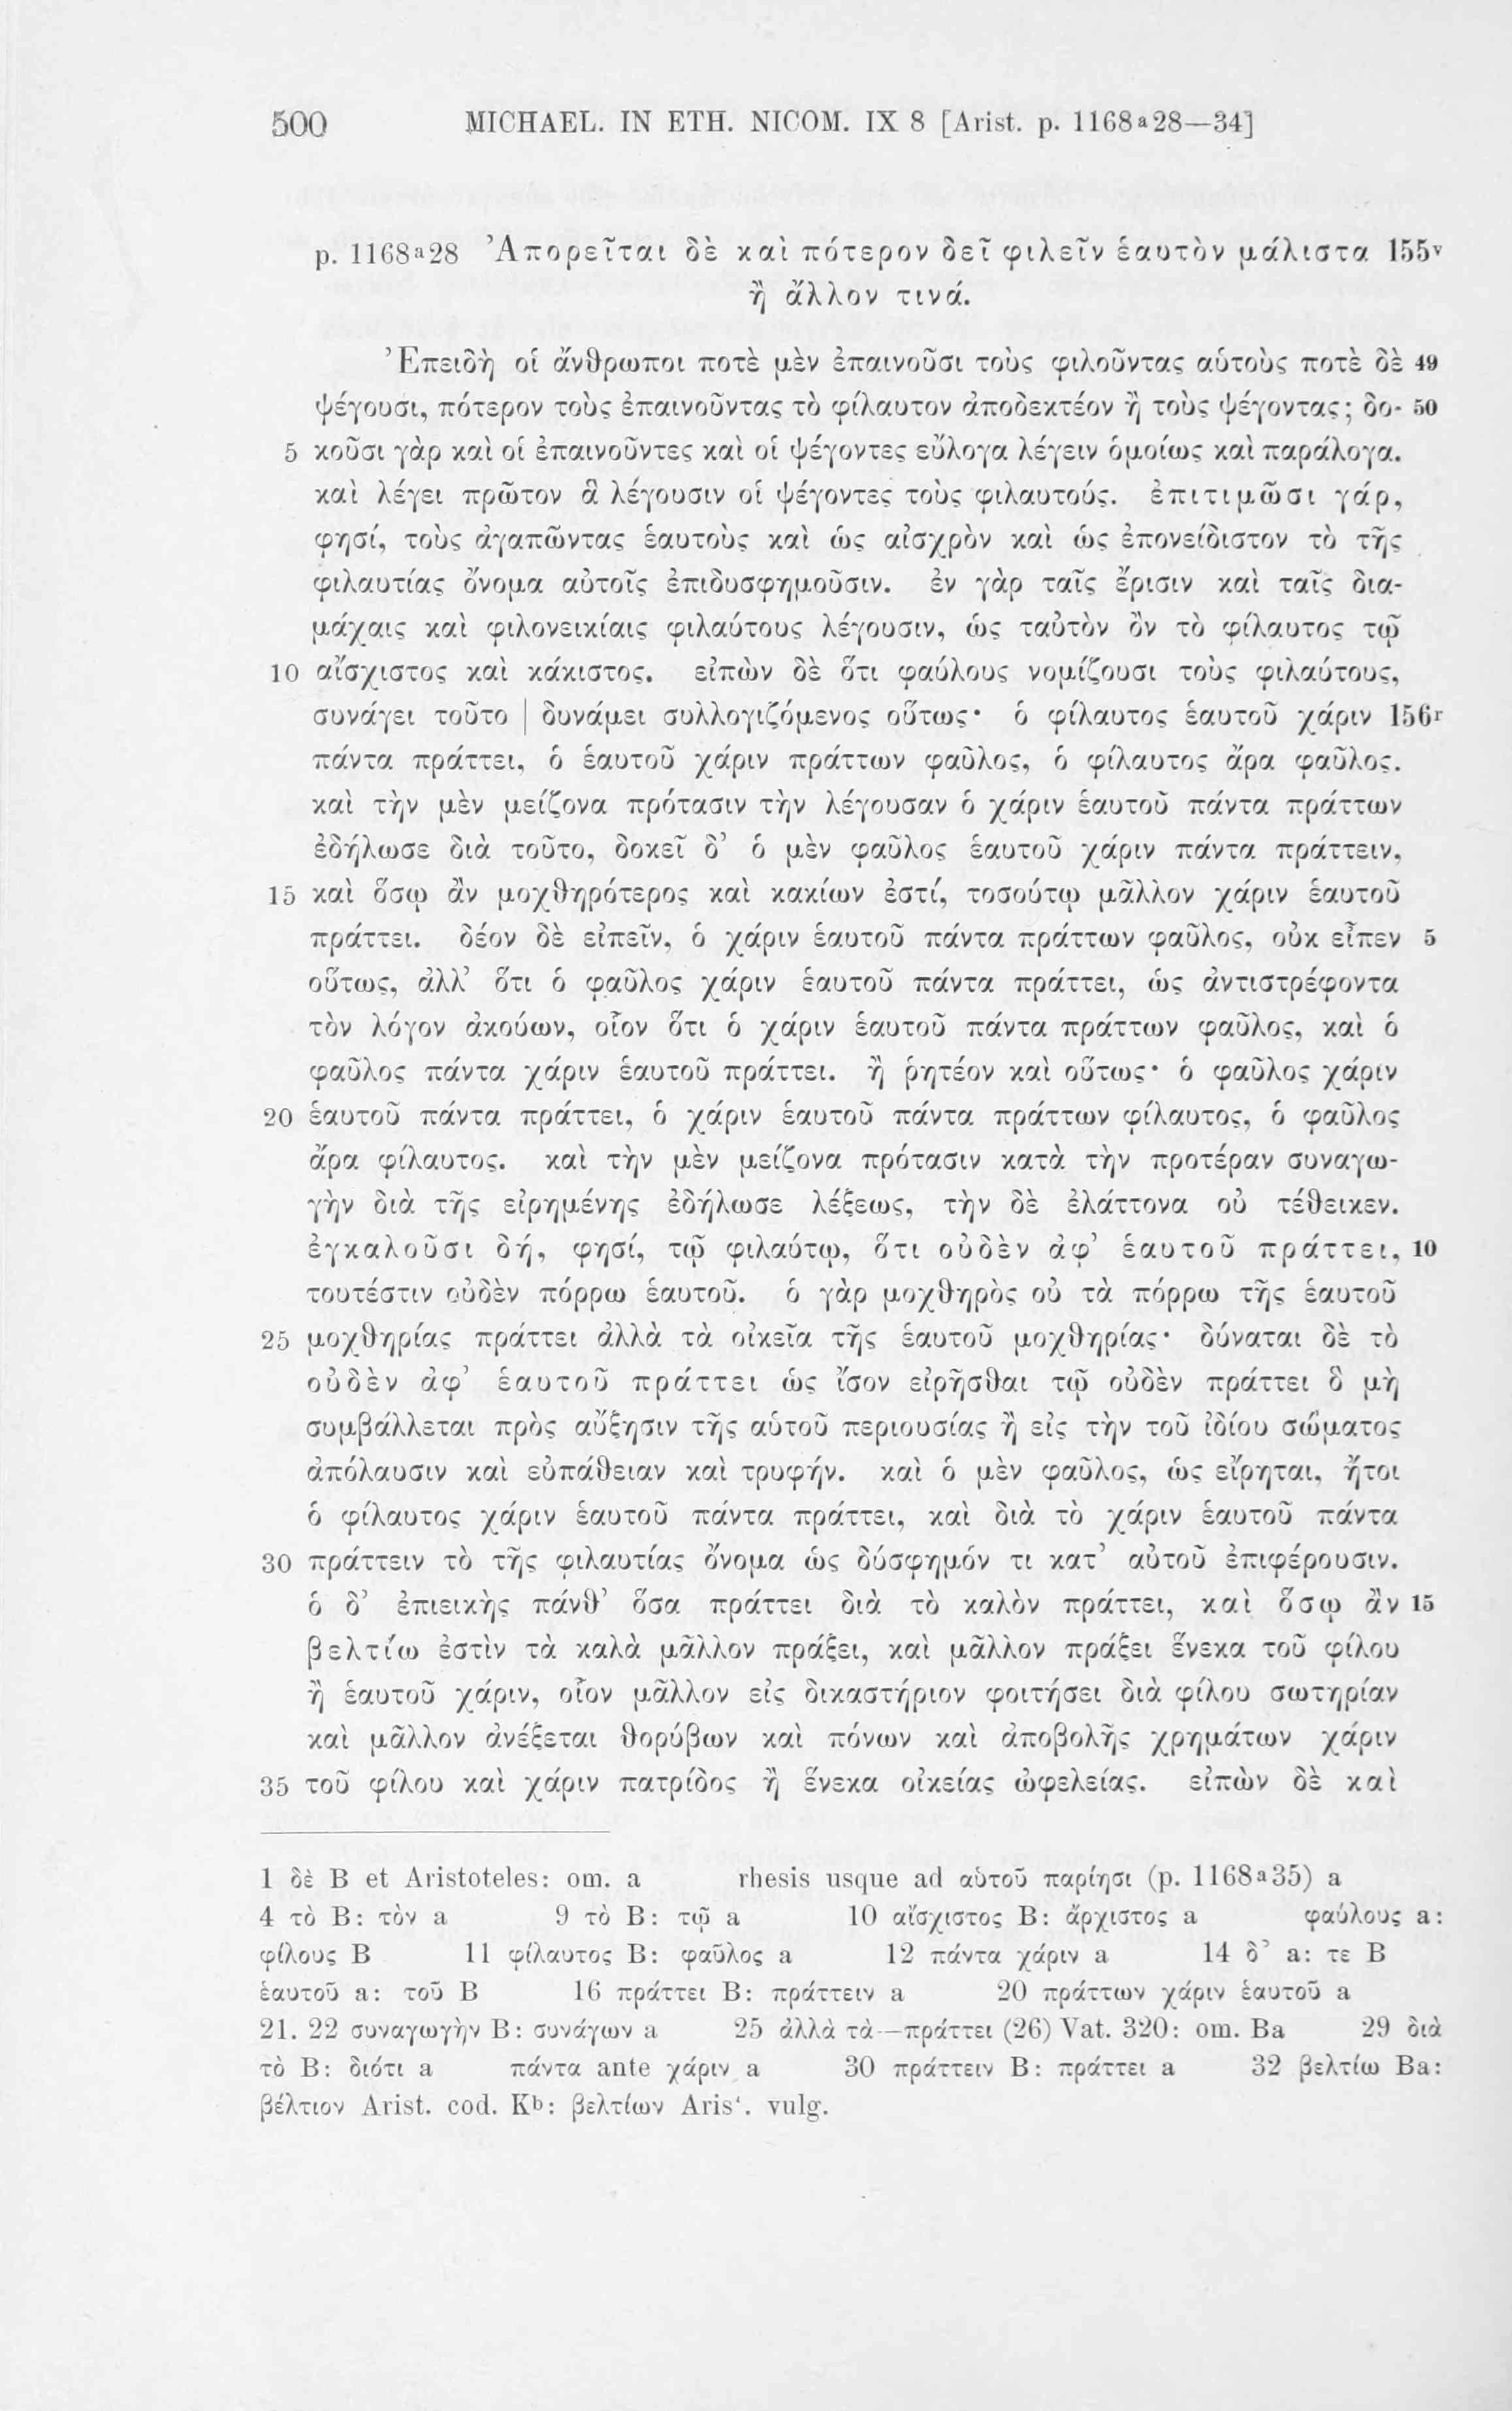 500 MICHAEL. IN ETH. NICOM. IX 8 [Arist. p. 1168ᵃ28—34]
p. 1168ᵃ28 Ἀπορεῖται δὲ καὶ πότερον δεῖ φιλεῖν ἑαυτὸν μάλιστα 155ᵛ
ἢ ἄλλον τινά.
Ἐπειδὴ οἱ ἄνθρωποι ποτὲ μὲν ἐπαινοῦσι τοὺς φιλοῦντας αὑτοὺς ποτὲ δὲ 49
ψέγουσι, πότερον τοὺς ἐπαινοῦντας τὸ φίλαυτον ἀποδεκτέον ἢ τοὺς ψέγοντας; δο- 50
5 κοῦσι γὰρ καὶ οἱ ἐπαινοῦντες καὶ οἱ ψέγοντες εὔλογα λέγειν ὁμοίως καὶ παράλογα.
καὶ λέγει πρῶτον ἃ λέγουσιν οἱ ψέγοντες τοὺς φιλαυτούς. ἐπιτιμῶσι γάρ,
φησί, τοὺς ἀγαπῶντας ἑαυτοὺς καὶ ὡς αἰσχρὸν καὶ ὡς ἐπονείδιστον τὸ τῆς
φιλαυτίας ὄνομα αὐτοῖς ἐπιδυσφημοῦσιν. ἐν γὰρ ταῖς ἔρισιν καὶ ταῖς δια-
μάχαις καὶ φιλονεικίαις φιλαύτους λέγουσιν, ὡς ταὐτὸν ὂν τὸ φίλαυτος τῷ
10 αἴσχιστος καὶ κάκιστος. εἰπὼν δὲ ὅτι φαύλους νομίζουσι τοὺς φιλαύτους,
συνάγει τοῦτο | δυνάμει συλλογιζόμενος οὕτως· ὁ φίλαυτος ἑαυτοῦ χάριν 156ʳ
πάντα πράττει, ὁ ἑαυτοῦ χάριν πράττων φαῦλος, ὁ φίλαυτος ἄρα φαῦλος.
καὶ τὴν μὲν μείζονα πρότασιν τὴν λέγουσαν ὁ χάριν ἑαυτοῦ πάντα πράττων
ἐδήλωσε διὰ τοῦτο, δοκεῖ δ’ ὁ μὲν φαῦλος ἑαυτοῦ χάριν πάντα πράττειν,
15 καὶ ὅσῳ ἂν μοχθηρότερος καὶ κακίων ἐστί, τοσούτῳ μᾶλλον χάριν ἑαυτοῦ
πράττει. δέον δὲ εἰπεῖν, ὁ χάριν ἑαυτοῦ πάντα πράττων φαῦλος, οὐκ εἶπεν 5
οὕτως, ἀλλ’ ὅτι ὁ φαῦλος χάριν ἑαυτοῦ πάντα πράττει, ὡς ἀντιστρέφοντα
τὸν λόγον ἀκούων, οἷον ὅτι ὁ χάριν ἑαυτοῦ πάντα πράττων φαῦλος, καὶ ὁ
φαῦλος πάντα χάριν ἑαυτοῦ πράττει. ἢ ῥητέον καὶ οὕτως· ὁ φαῦλος χάριν
20 ἑαυτοῦ πάντα πράττει, ὁ χάριν ἑαυτοῦ πάντα πράττων φίλαυτος, ὁ φαῦλος
ἄρα φίλαυτος. καὶ τὴν μὲν μείζονα πρότασιν κατὰ τὴν προτέραν συναγω-
γὴν διὰ τῆς εἰρημένης ἐδήλωσε λέξεως, τὴν δὲ ἐλάττονα οὐ τέθεικεν.
ἐγκαλοῦσι δή, φησί, τῷ φιλαύτῳ, ὅτι οὐδὲν ἀφ’ ἑαυτοῦ πράττει, 10
τουτέστιν οὐδὲν πόρρω ἑαυτοῦ. ὁ γὰρ μοχθηρὸς οὐ τὰ πόρρω τῆς ἑαυτοῦ
25 μοχθηρίας πράττει ἀλλὰ τὰ οἰκεῖα τῆς ἑαυτοῦ μοχθηρίας· δύναται δὲ τὸ
οὐδὲν ἀφ’ ἑαυτοῦ πράττει ὡς ἴσον εἰρῆσθαι τῷ οὐδὲν πράττει ὃ μὴ
συμβάλλεται πρὸς αὔξησιν τῆς αὑτοῦ περιουσίας ἢ εἰς τὴν τοῦ ἰδίου σώματος
ἀπόλαυσιν καὶ εὐπάθειαν καὶ τρυφήν. καὶ ὁ μὲν φαῦλος, ὡς εἴρηται, ἤτοι
ὁ φίλαυτος χάριν ἑαυτοῦ πάντα πράττει, καὶ διὰ τὸ χάριν ἑαυτοῦ πάντα
30 πράττειν τὸ τῆς φιλαυτίας ὄνομα ὡς δύσφημόν τι κατ’ αὐτοῦ ἐπιφέρουσιν.
ὁ δ’ ἐπιεικὴς πάνθ’ ὅσα πράττει διὰ τὸ καλὸν πράττει, καὶ ὅσῳ ἂν 15
βελτίω ἐστὶν τὰ καλὰ μᾶλλον πράξει, καὶ μᾶλλον πράξει ἕνεκα τοῦ φίλου
ἢ ἑαυτοῦ χάριν, οἷον μᾶλλον εἰς δικαστήριον φοιτήσει διὰ φίλου σωτηρίαν
καὶ μᾶλλον ἀνέξεται θορύβων καὶ πόνων καὶ ἀποβολῆς χρημάτων χάριν
35 τοῦ φίλου καὶ χάριν πατρίδος ἢ ἕνεκα οἰκείας ὠφελείας. εἰπὼν δὲ καὶ
1 δὲ B et Aristoteles: om. a rhesis usque ad αὑτοῦ παρίησι (p. 1168ᵃ35) a
4 τὸ B: τὸν a 9 τὸ B: τῷ a 10 αἴσχιστος B: ἄρχιστος a φαύλους a:
φίλους B 11 φίλαυτος B: φαῦλος a 12 πάντα χάριν a 14 δ’ a: τε B
ἑαυτοῦ a: τοῦ B 16 πράττει B: πράττειν a 20 πράττων χάριν ἑαυτοῦ a
21. 22 συναγωγὴν B: συνάγων a 25 ἀλλὰ τὰ—πράττει (26) Vat. 320: om. Ba 29 διὰ
τὸ B: διότι a πάντα ante χάριν a 30 πράττειν B: πράττει a 32 βελτίω Ba:
βέλτιον Arist. cod. Kᵇ: βελτίων Aris‘. vulg.